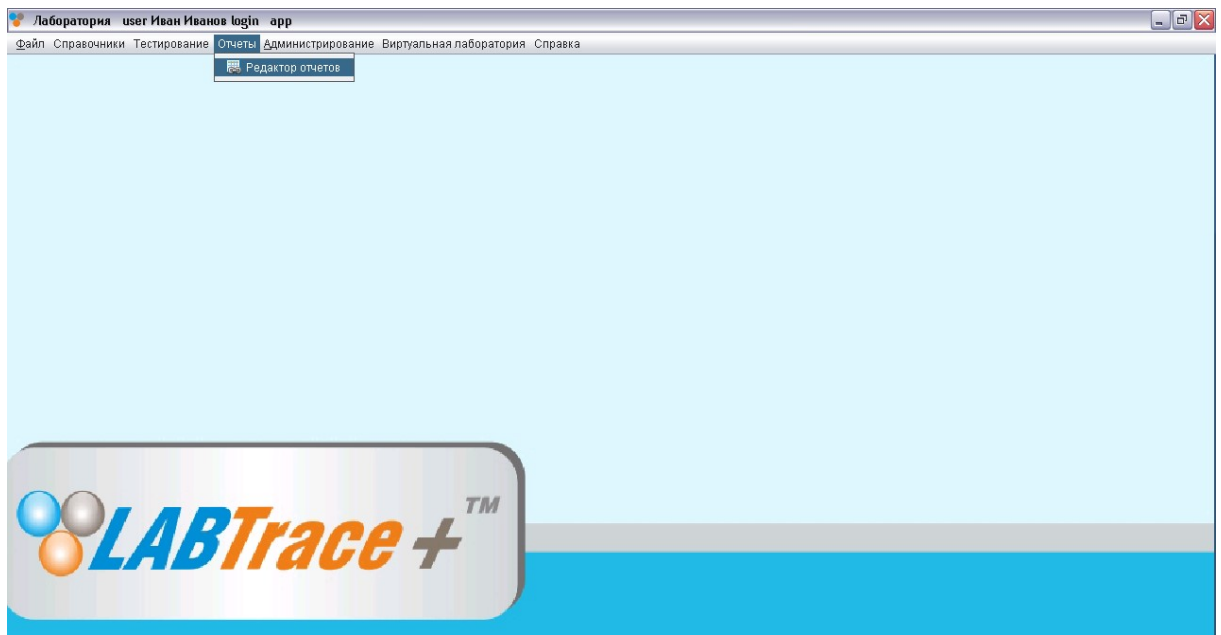 Лаборатория user Иван Иванов login app
Файл Справочники Тестирование Отчеты Администрирование Виртуальная лаборатория Справка
Редактор отчетов
LABTrace +™